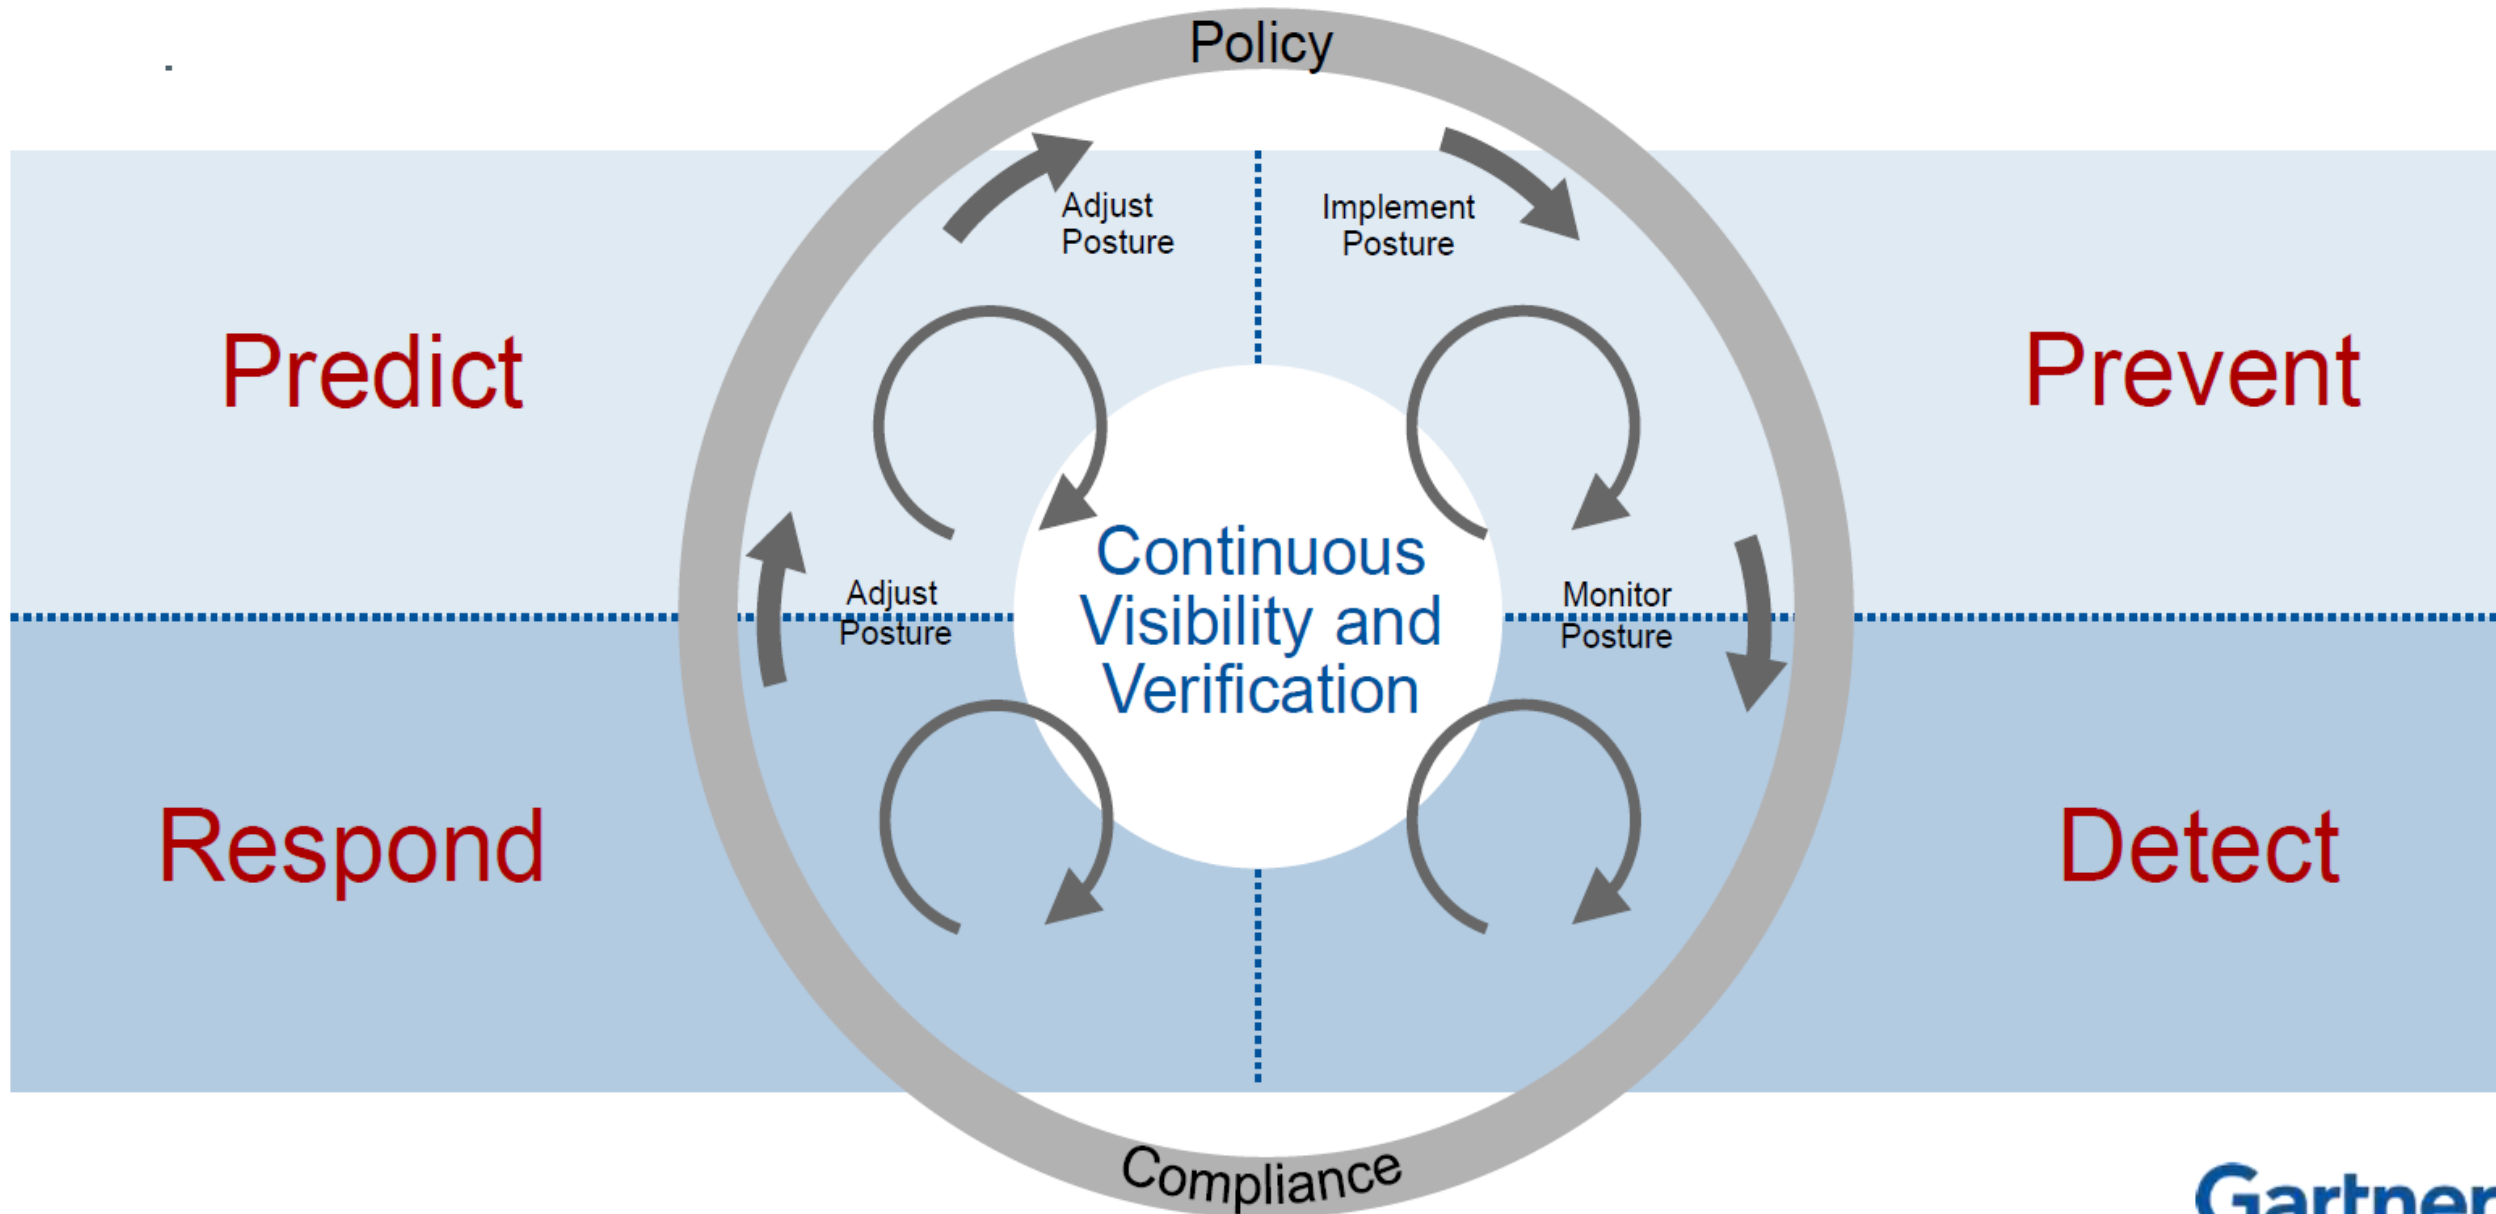 Policy
Adjust
Posture
Implement
Posture
Predict
Prevent
Continuous
Visibility and
Verification
Adjust
Posture
Monitor
Posture
Respond
Detect
Compliance
Gartner